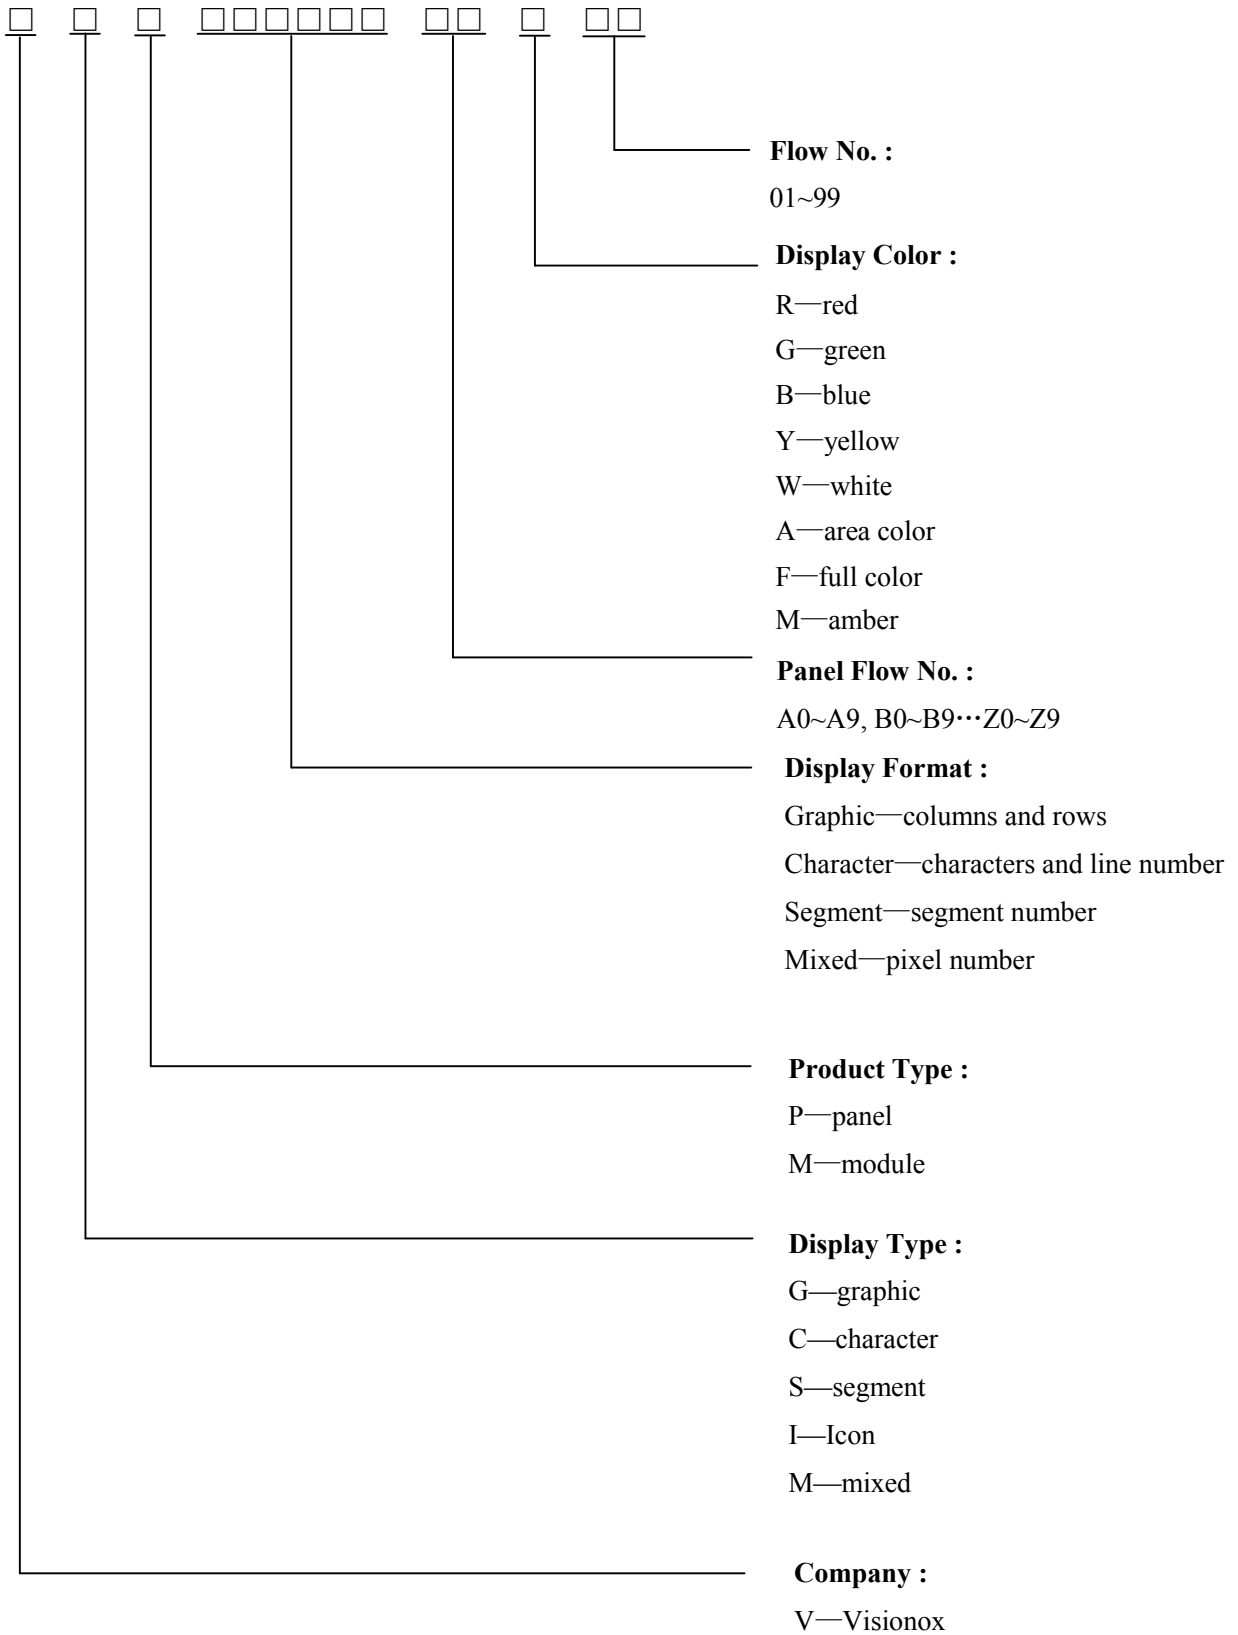 □ □ □ □□□□□□ □□ □ □□
Flow No. :
01~99
Display Color :
R—red
G—green
B—blue
Y—yellow
W—white
A—area color
F—full color
M—amber
Panel Flow No. :
A0~A9, B0~B9⋯Z0~Z9
Display Format :
Graphic—columns and rows
Character—characters and line number
Segment—segment number
Mixed—pixel number
Product Type :
P—panel
M—module
Display Type :
G—graphic
C—character
S—segment
I—Icon
M—mixed
Company :
V—Visionox